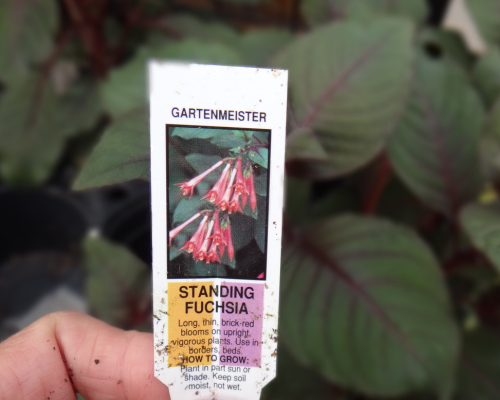 GARTENMEISTER
STANDING
FUCHSIA
Long, thin, brick-red
blooms on upright,
vigorous plants. Use in
borders, beds.
HOW TO GROW:
Plant in part sun or
shade. Keep soil
moist, not wet.